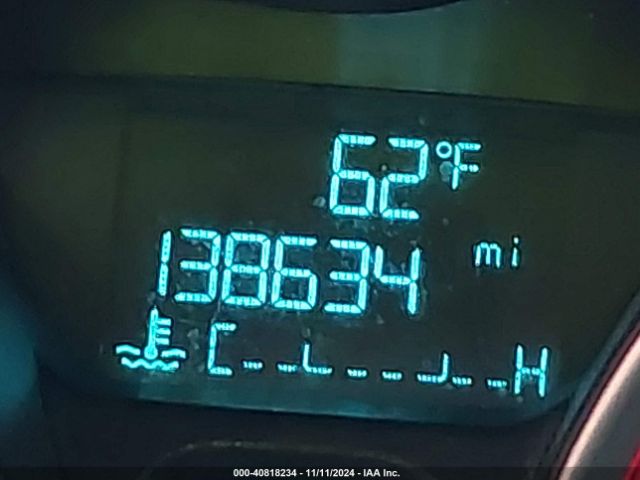 62°F
138634 mi
C H
000-40818234 - 11/11/2024 - IAA Inc.